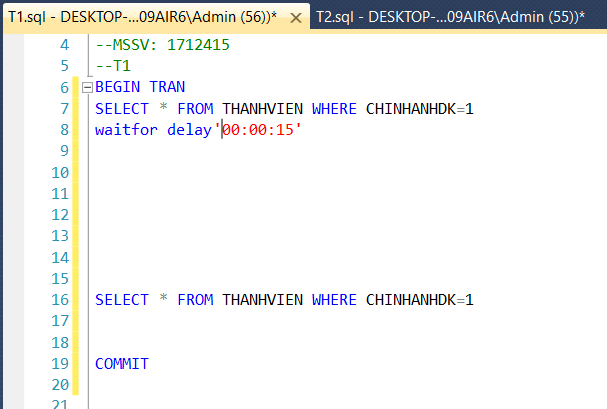 T1.sql - DESKTOP-...09AIR6\Admin (56))* T2.sql - DESKTOP-...09AIR6\Admin (55))*
4 --MSSV: 1712415
5 --T1
6 BEGIN TRAN
7 SELECT * FROM THANHVIEN WHERE CHINHANHDK=1
8 waitfor delay'00:00:15'
9
10
11
12
13
14
15
16 SELECT * FROM THANHVIEN WHERE CHINHANHDK=1
17
18
19 COMMIT
20
21